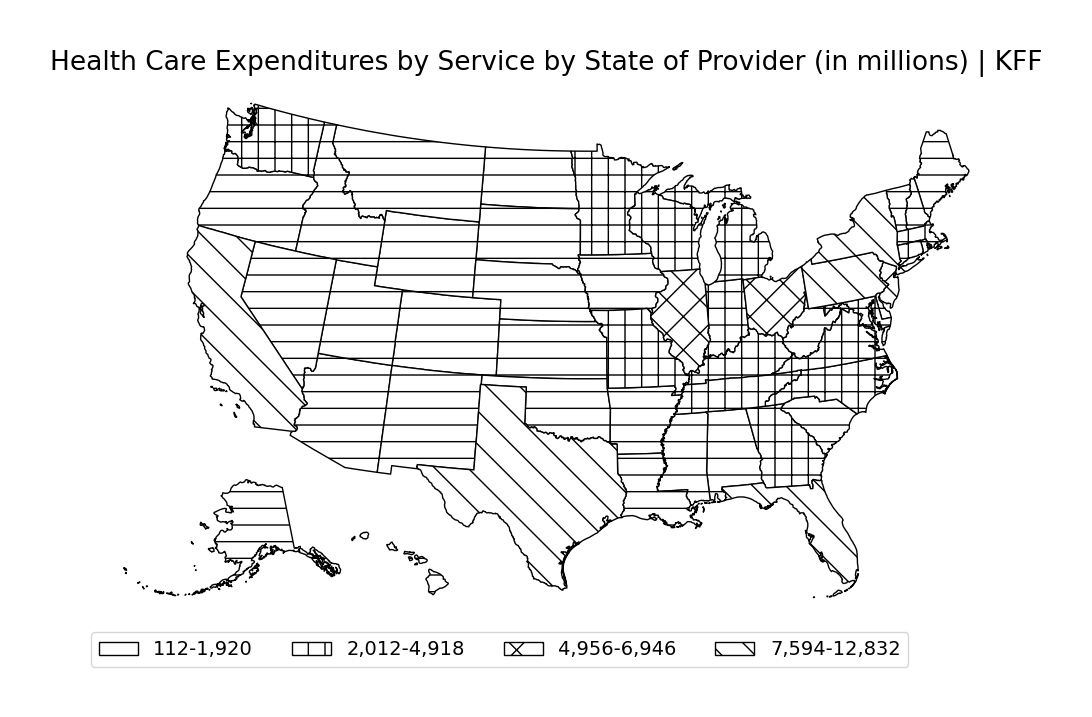 Health Care Expenditures by Service by State of Provider (in millions) | KFF
112-1,920 2,012-4,918 4,956-6,946 7,594-12,832